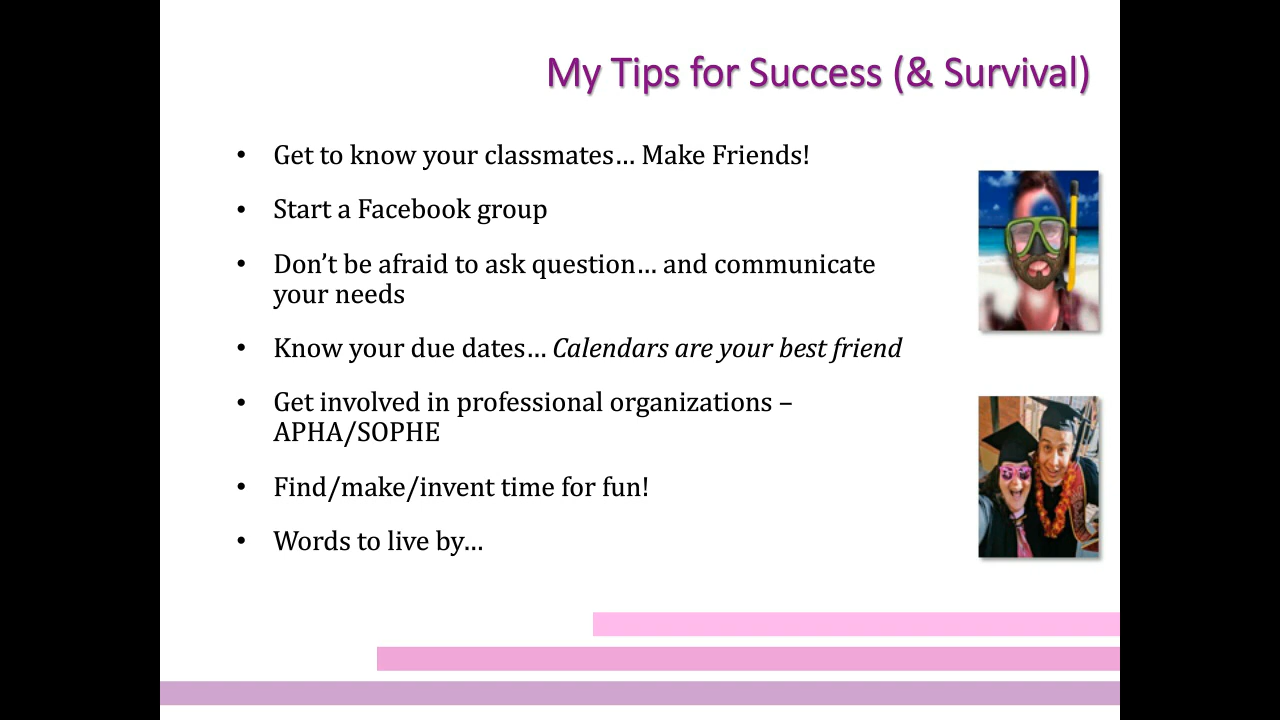 My Tips for Success (& Survival)
• Get to know your classmates… Make Friends!
• Start a Facebook group
• Don’t be afraid to ask question… and communicate
your needs
• Know your due dates… Calendars are your best friend
• Get involved in professional organizations –
APHA/SOPHE
• Find/make/invent time for fun!
• Words to live by…